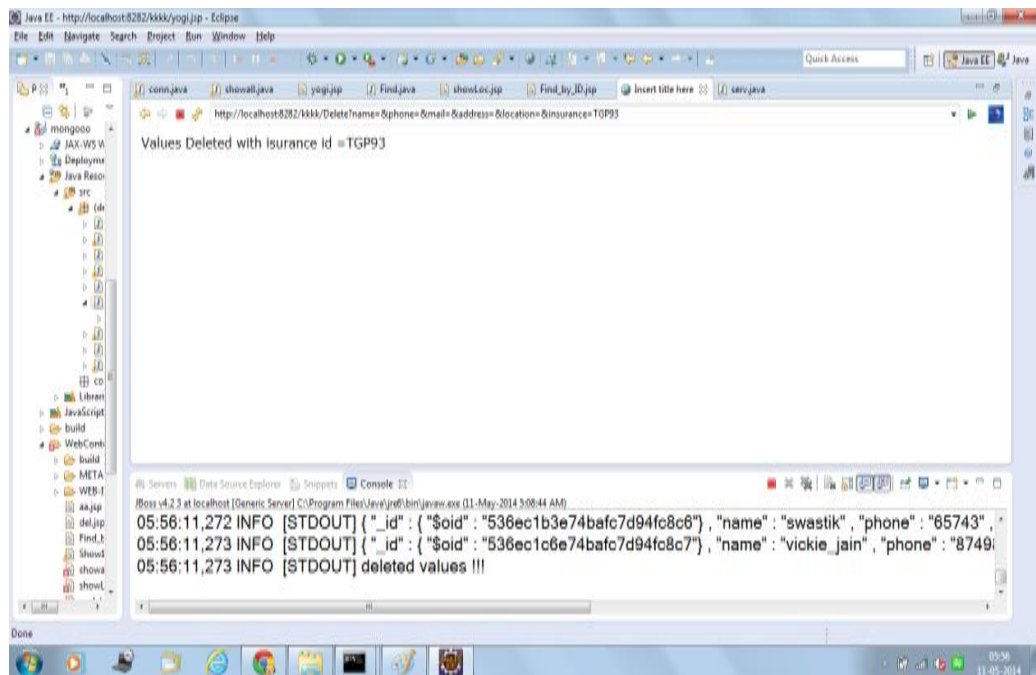 Java EE - http://localhost:8282/kkkk/yogi.jsp - Eclipse
File Edit Navigate Search Project Run Window Help
Quick Access
Java EE
Java
P
conn.java
showall.java
yogi.jsp
Find.java
showLoc.jsp
Find_by_ID.jsp
Insert title here
serv.java
http://localhost:8282/kkkk/Delete?name=&phone=&mail=&address=&location=&insurance=TGP93
Values Deleted with Isurance Id =TGP93
mongooo
JAX-WS W
Deployme
Java Resou
src
(de
co
Librari
JavaScript
build
WebConte
build
META
WEB-I
aa.jsp
del.jsp
Find_b
ShowI
showa
showL
Servers
Data Source Explorer
Snippets
Console
JBoss v4.2.3 at localhost [Generic Server] C:\Program Files\Java\jre6\bin\javaw.exe (11-May-2014 5:08:44 AM)
05:56:11,272 INFO [STDOUT] { "_id" : { "$oid" : "536ec1b3e74bafc7d94fc8c6"} , "name" : "swastik" , "phone" : "65743" ,
05:56:11,273 INFO [STDOUT] { "_id" : { "$oid" : "536ec1c6e74bafc7d94fc8c7"} , "name" : "vickie_jain" , "phone" : "8749
05:56:11,273 INFO [STDOUT] deleted values !!!
Done
05:56
11-05-2014